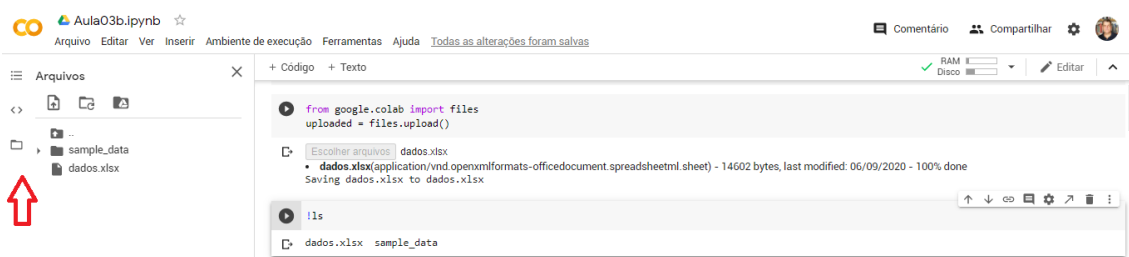 Aula03b.ipynb
Arquivo Editar Ver Inserir Ambiente de execução Ferramentas Ajuda Todas as alterações foram salvas
Comentário Compartilhar
Arquivos
+ Código + Texto
RAM
Disco
Editar
..
sample_data
dados.xlsx
from google.colab import files
uploaded = files.upload()
Escolher arquivos dados.xlsx
• dados.xlsx(application/vnd.openxmlformats-officedocument.spreadsheetml.sheet) - 14602 bytes, last modified: 06/09/2020 - 100% done
Saving dados.xlsx to dados.xlsx
!ls
dados.xlsx sample_data